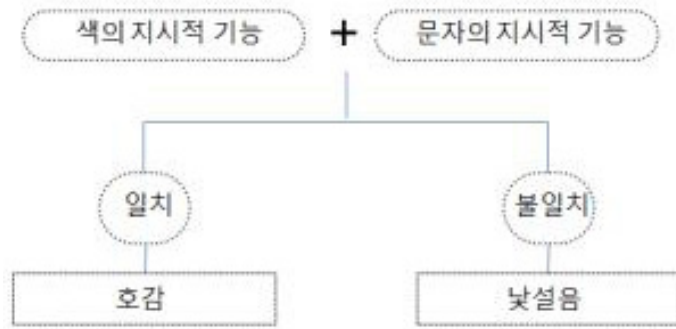 색의 지시적 기능 + 문자의 지시적 기능
일치 불일치
호감 낯설음